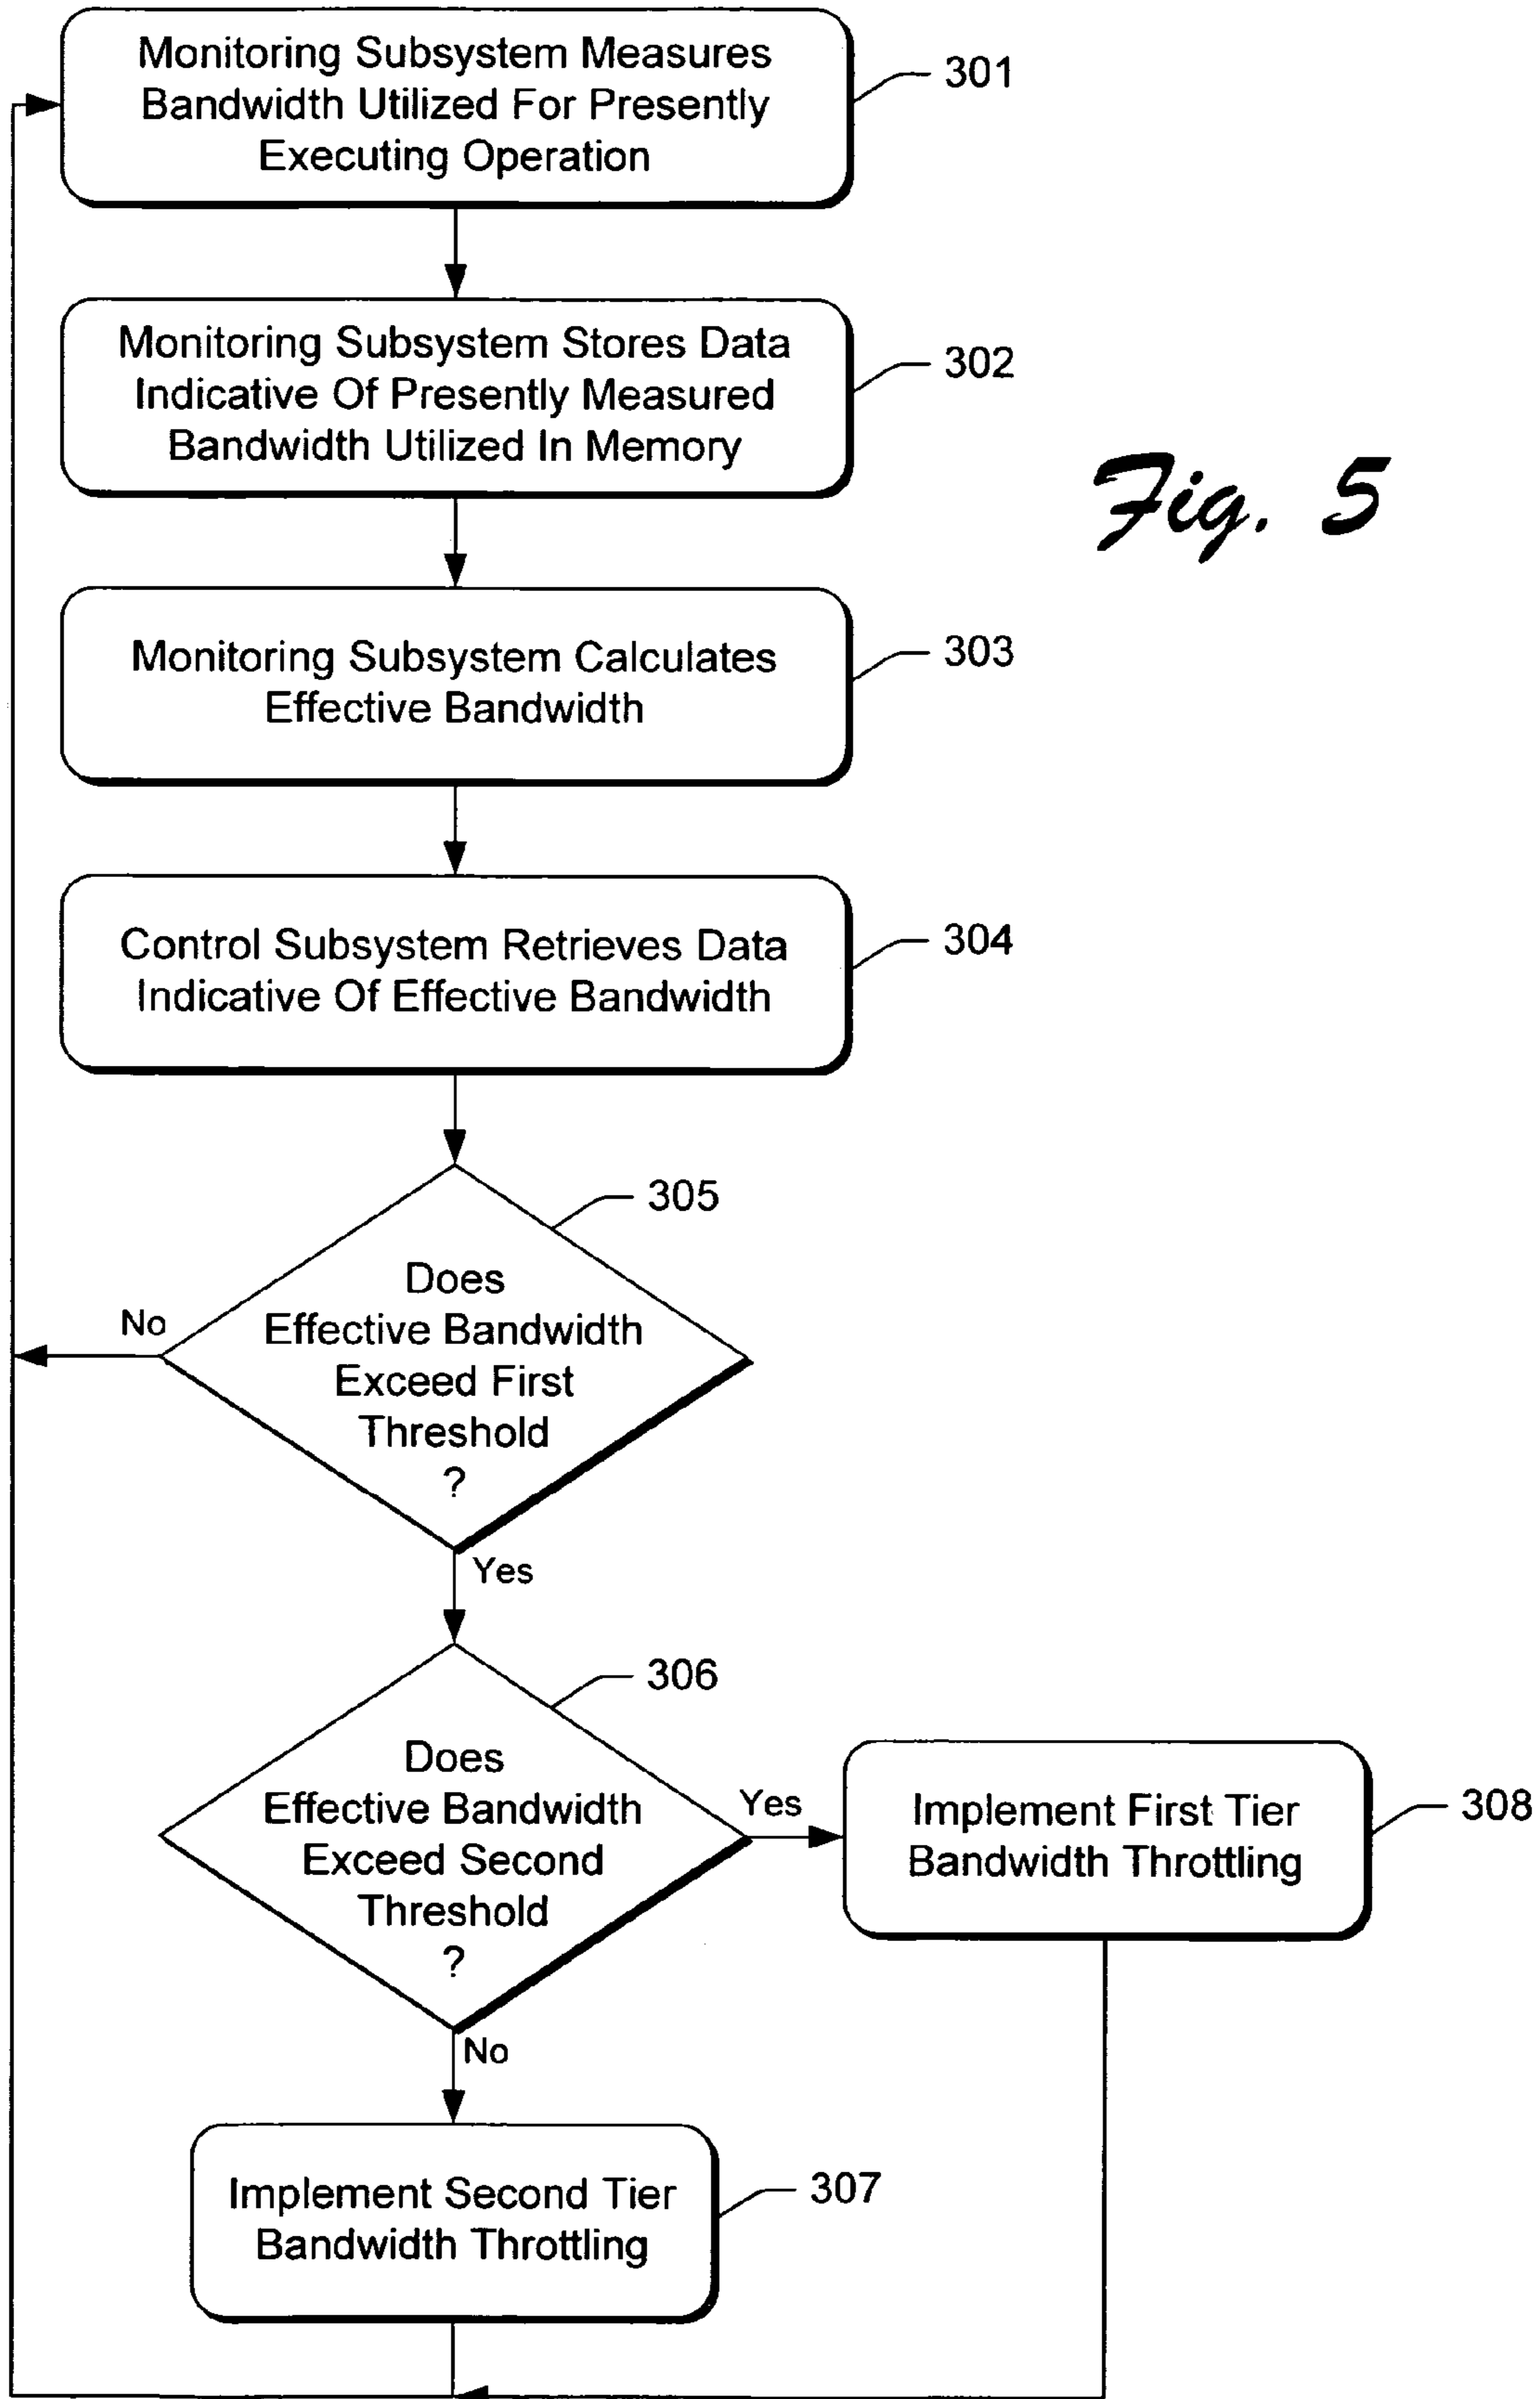 Monitoring Subsystem Measures
Bandwidth Utilized For Presently
Executing Operation
301
Monitoring Subsystem Stores Data
Indicative Of Presently Measured
Bandwidth Utilized In Memory
302
Fig. 5
Monitoring Subsystem Calculates
Effective Bandwidth
303
Control Subsystem Retrieves Data
Indicative Of Effective Bandwidth
304
305
Does
Effective Bandwidth
Exceed First
Threshold
?
No
Yes
306
Does
Effective Bandwidth
Exceed Second
Threshold
?
Yes
Implement First Tier
Bandwidth Throttling
308
No
Implement Second Tier
Bandwidth Throttling
307